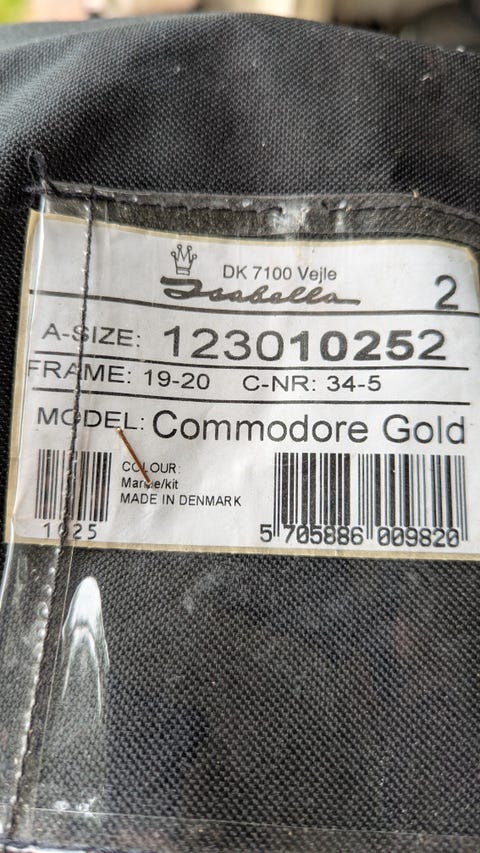 DK 7100 Vejle
Isabella 2
A-SIZE: 123010252
FRAME: 19-20 C-NR: 34-5
MODEL: Commodore Gold
COLOUR:
/kit
MADE IN DENMARK
1025
5 705886 009820